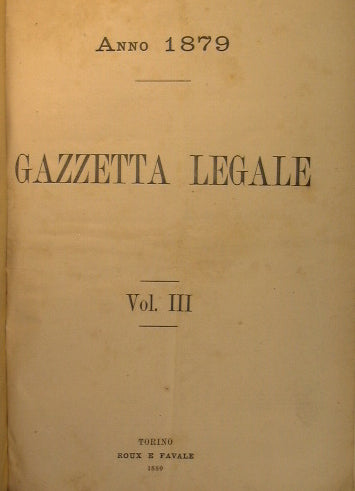 ANNO 1879
GAZZETTA LEGALE
Vol. III
TORINO
ROUX E FAVALE
1880